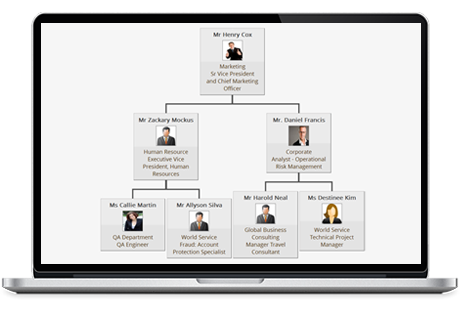 Mr Henry Cox
Marketing
Sr Vice President
and Chief Marketing
Officer
Mr Zackary Mockus
Human Resource
Executive Vice
President, Human
Resources
Mr. Daniel Francis
Corporate
Analyst - Operational
Risk Management
Ms Callie Martin
QA Department
QA Engineer
Mr Allyson Silva
World Service
Fraud: Account
Protection Specialist
Mr Harold Neal
Global Business
Consulting
Manager Travel
Consultant
Ms Destinee Kim
World Service
Technical Project
Manager